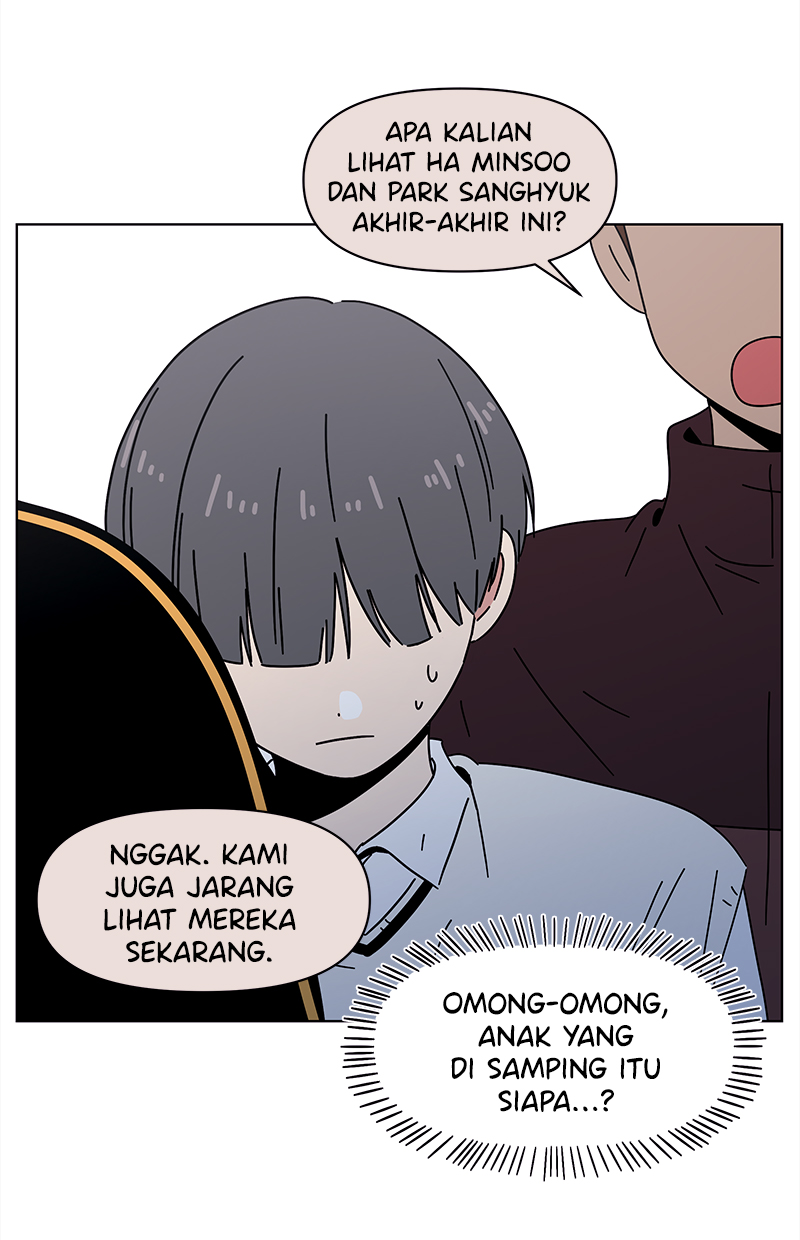 APA KALIAN
LIHAT HA MINSOO
DAN PARK SANGHYUK
AKHIR-AKHIR INI?
NGGAK. KAMI
JUGA JARANG
LIHAT MEREKA
SEKARANG.
OMONG-OMONG,
ANAK YANG
DI SAMPING ITU
SIAPA...?